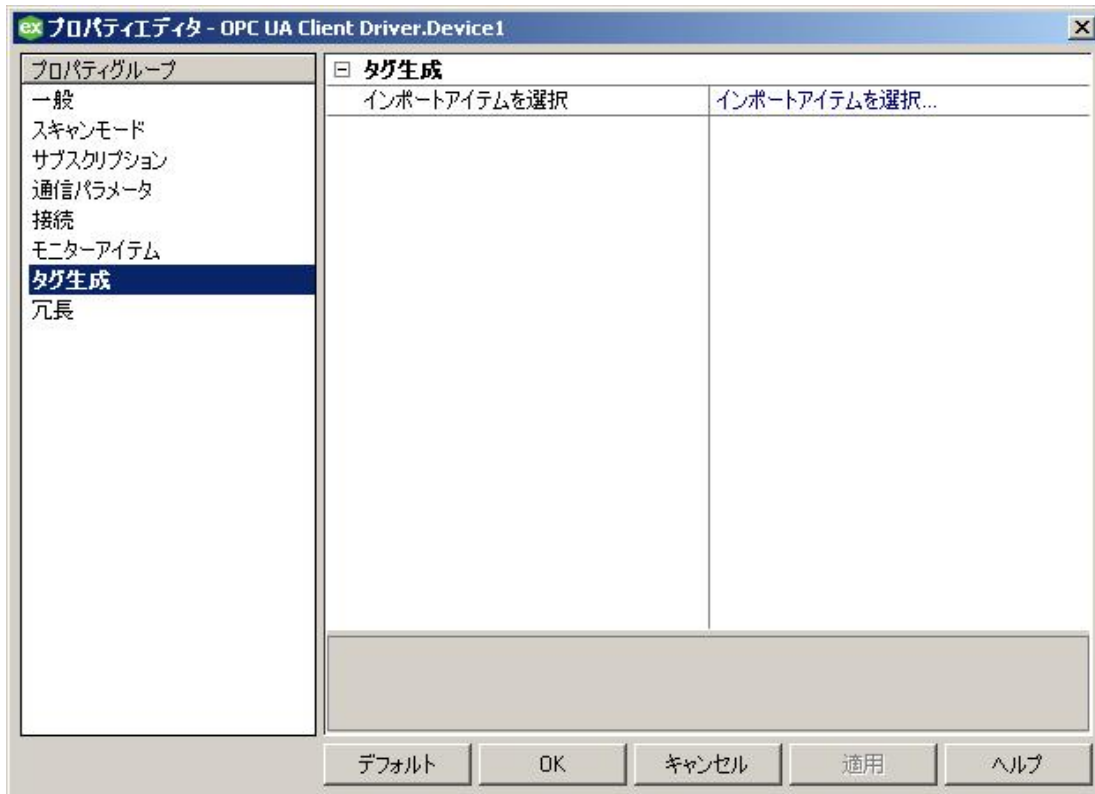 ex プロパティエディタ - OPC UA Client Driver.Device1
プロパティグループ
一般
スキャンモード
サブスクリプション
通信パラメータ
接続
モニターアイテム
タグ生成
冗長
タグ生成
インポートアイテムを選択 インポートアイテムを選択...
デフォルト OK キャンセル 適用 ヘルプ